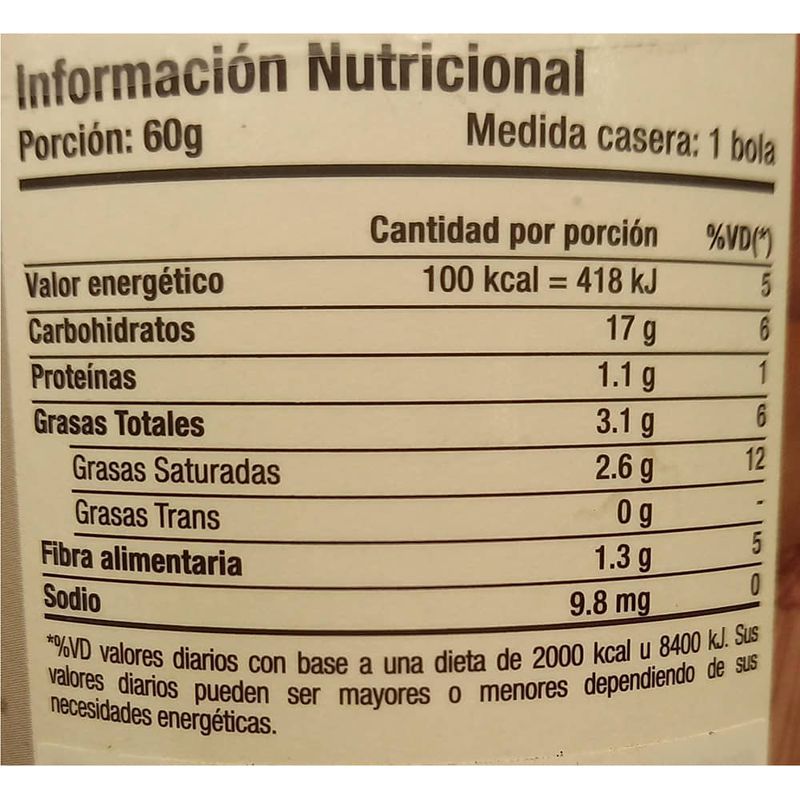 Información Nutricional
Porción: 60g Medida casera: 1 bola
Cantidad por porción %VD(*)
Valor energético 100 kcal = 418 kJ 5
Carbohidratos 17 g 6
Proteínas 1.1 g 1
Grasas Totales 3.1 g 6
Grasas Saturadas 2.6 g 12
Grasas Trans 0 g -
Fibra alimentaria 1.3 g 5
Sodio 9.8 mg 0
*%VD valores diarios con base a una dieta de 2000 kcal u 8400 kJ. Sus
valores diarios pueden ser mayores o menores dependiendo de sus
necesidades energéticas.